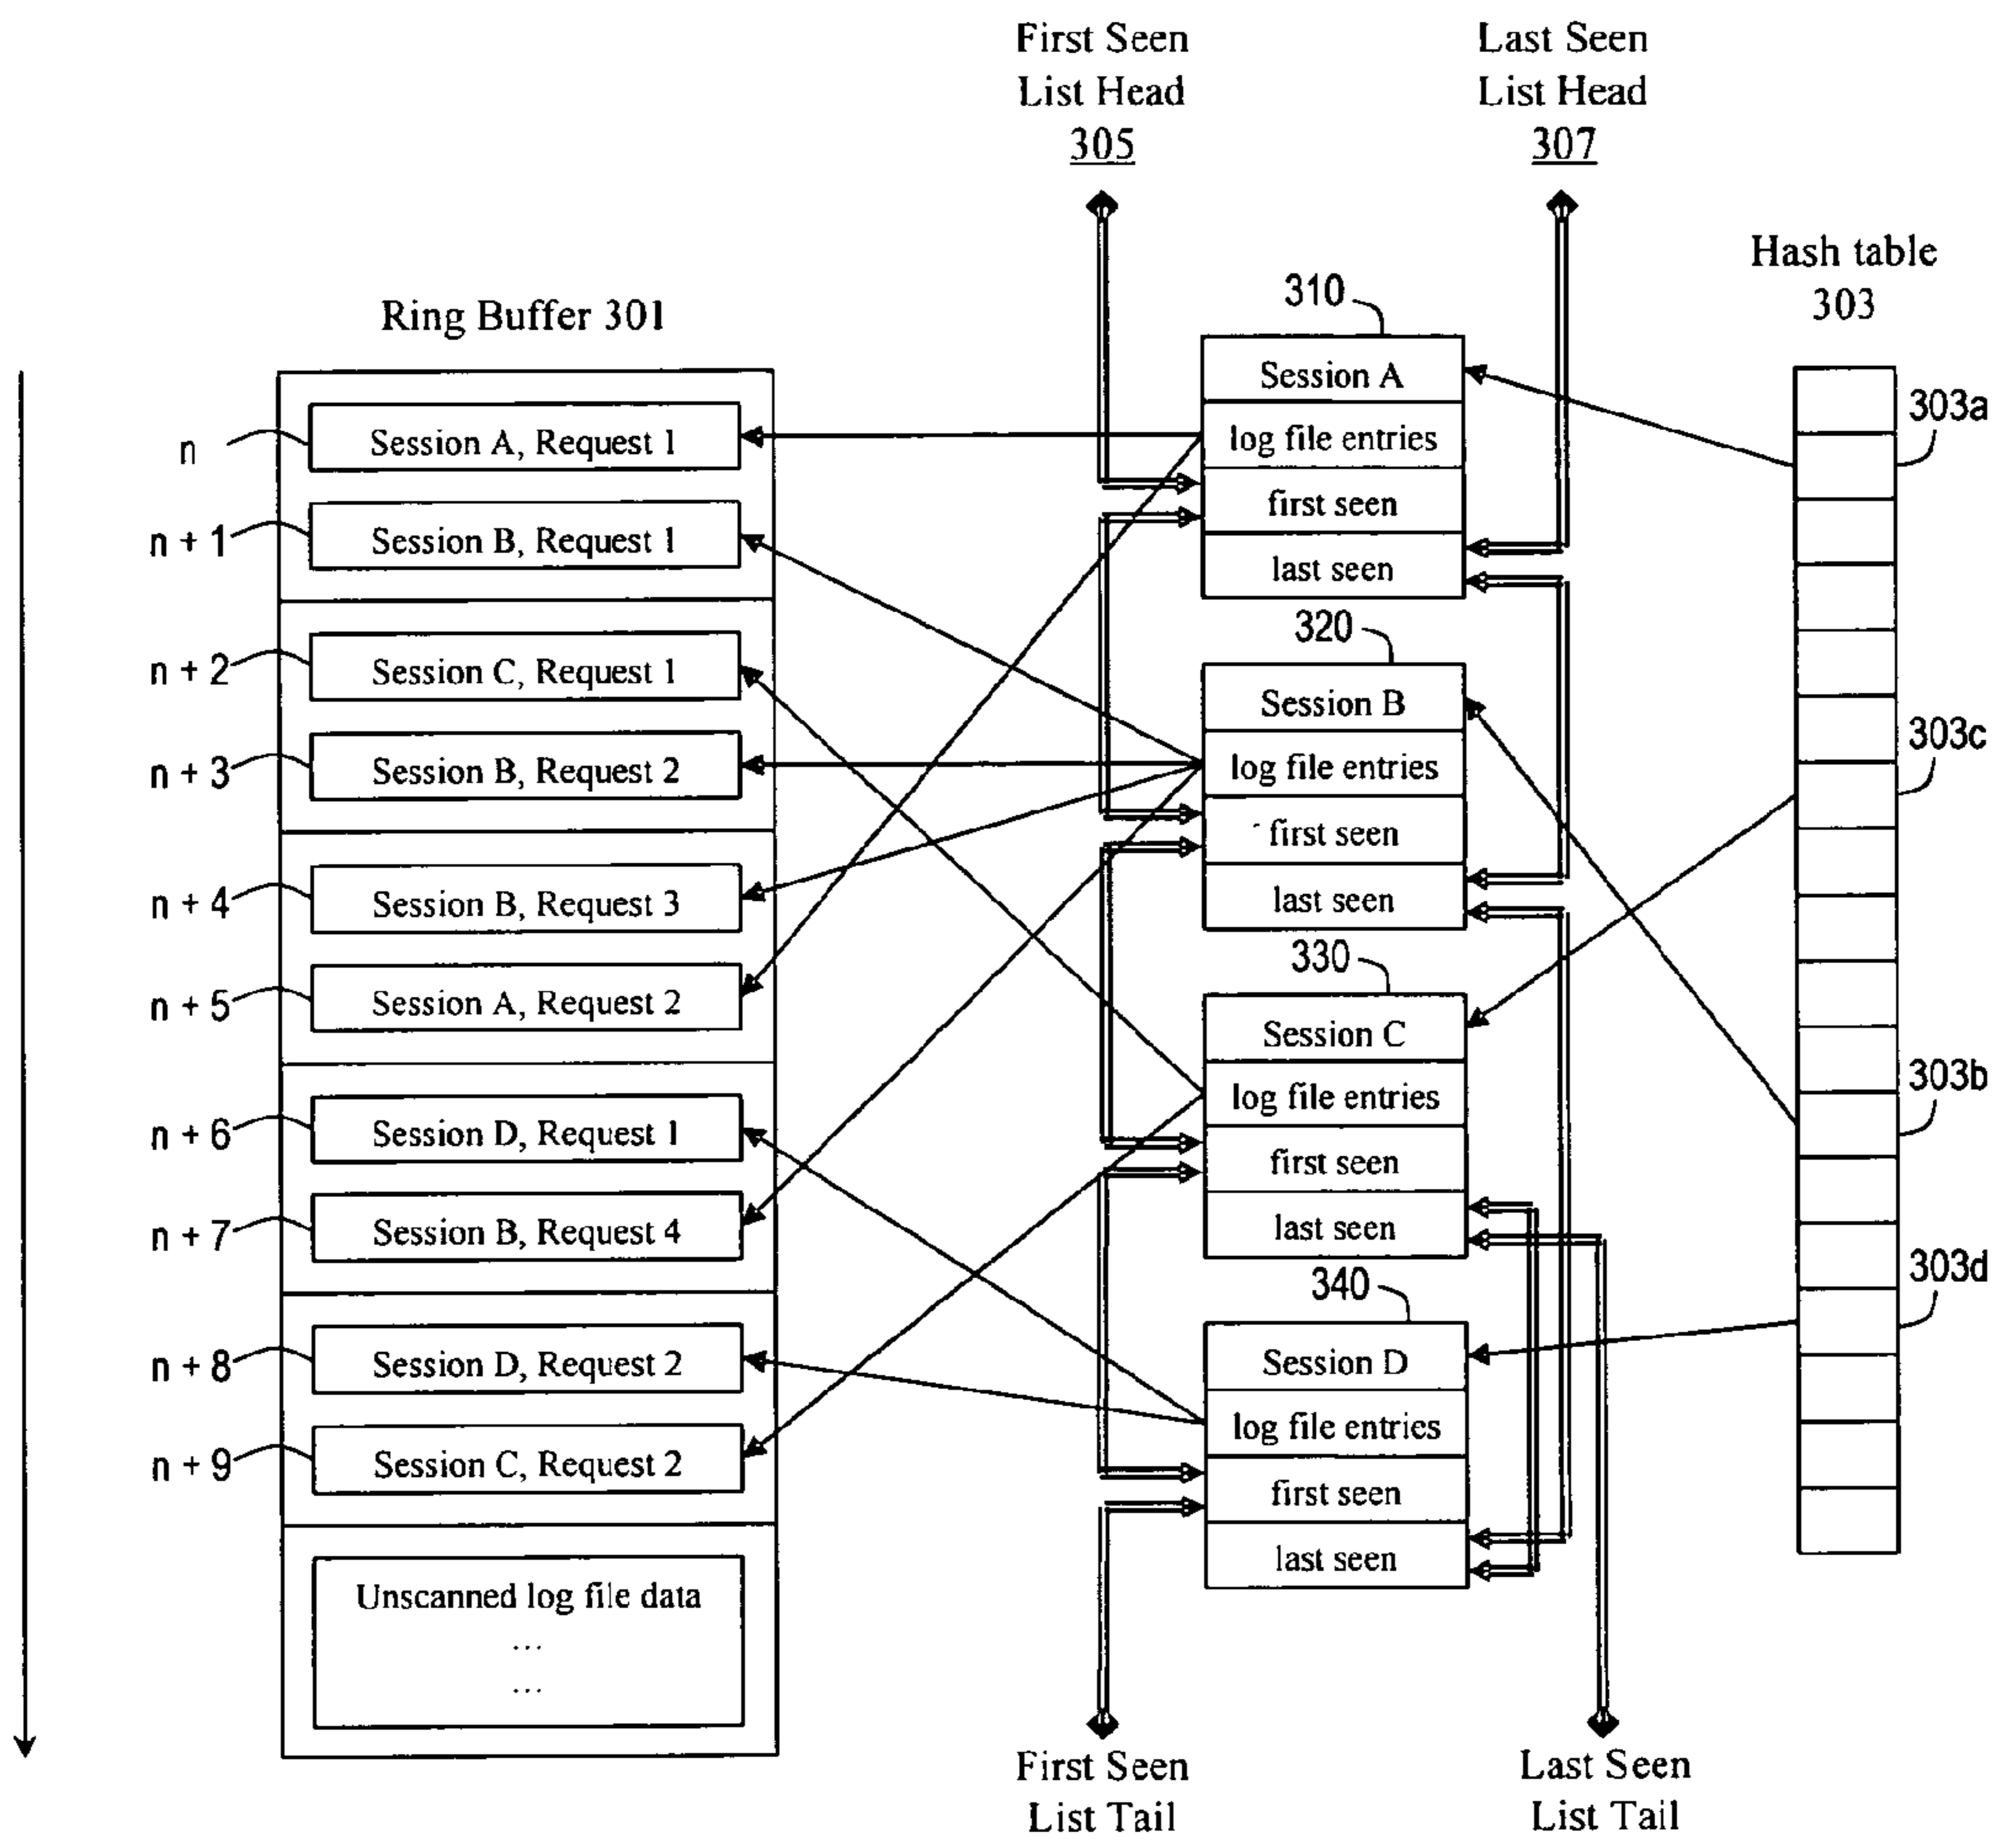 First Seen
List Head
305
Last Seen
List Head
307
Hash table
303
Ring Buffer 301
n
Session A, Request 1
n + 1
Session B, Request 1
n + 2
Session C, Request 1
n + 3
Session B, Request 2
n + 4
Session B, Request 3
n + 5
Session A, Request 2
n + 6
Session D, Request 1
n + 7
Session B, Request 4
n + 8
Session D, Request 2
n + 9
Session C, Request 2
Unscanned log file data
...
...
310
Session A
log file entries
first seen
last seen
320
Session B
log file entries
first seen
last seen
330
Session C
log file entries
first seen
last seen
340
Session D
log file entries
first seen
last seen
303a
303c
303b
303d
First Seen
List Tail
Last Seen
List Tail